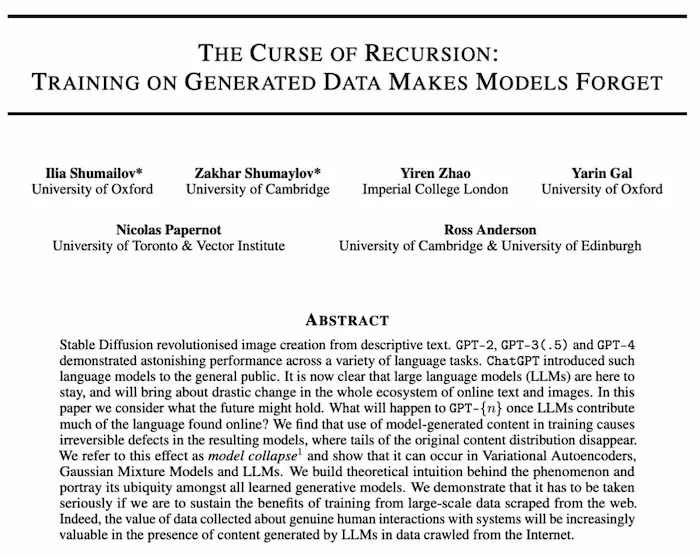 THE CURSE OF RECURSION:
TRAINING ON GENERATED DATA MAKES MODELS FORGET
Ilia Shumailov* Zakhar Shumaylov* Yiren Zhao Yarin Gal
University of Oxford University of Cambridge Imperial College London University of Oxford
Nicolas Papernot Ross Anderson
University of Toronto & Vector Institute University of Cambridge & University of Edinburgh
ABSTRACT
Stable Diffusion revolutionised image creation from descriptive text. GPT-2, GPT-3(.5) and GPT-4
demonstrated astonishing performance across a variety of language tasks. ChatGPT introduced such
language models to the general public. It is now clear that large language models (LLMs) are here to
stay, and will bring about drastic change in the whole ecosystem of online text and images. In this
paper we consider what the future might hold. What will happen to GPT-{n} once LLMs contribute
much of the language found online? We find that use of model-generated content in training causes
irreversible defects in the resulting models, where tails of the original content distribution disappear.
We refer to this effect as model collapse¹ and show that it can occur in Variational Autoencoders,
Gaussian Mixture Models and LLMs. We build theoretical intuition behind the phenomenon and
portray its ubiquity amongst all learned generative models. We demonstrate that it has to be taken
seriously if we are to sustain the benefits of training from large-scale data scraped from the web.
Indeed, the value of data collected about genuine human interactions with systems will be increasingly
valuable in the presence of content generated by LLMs in data crawled from the Internet.